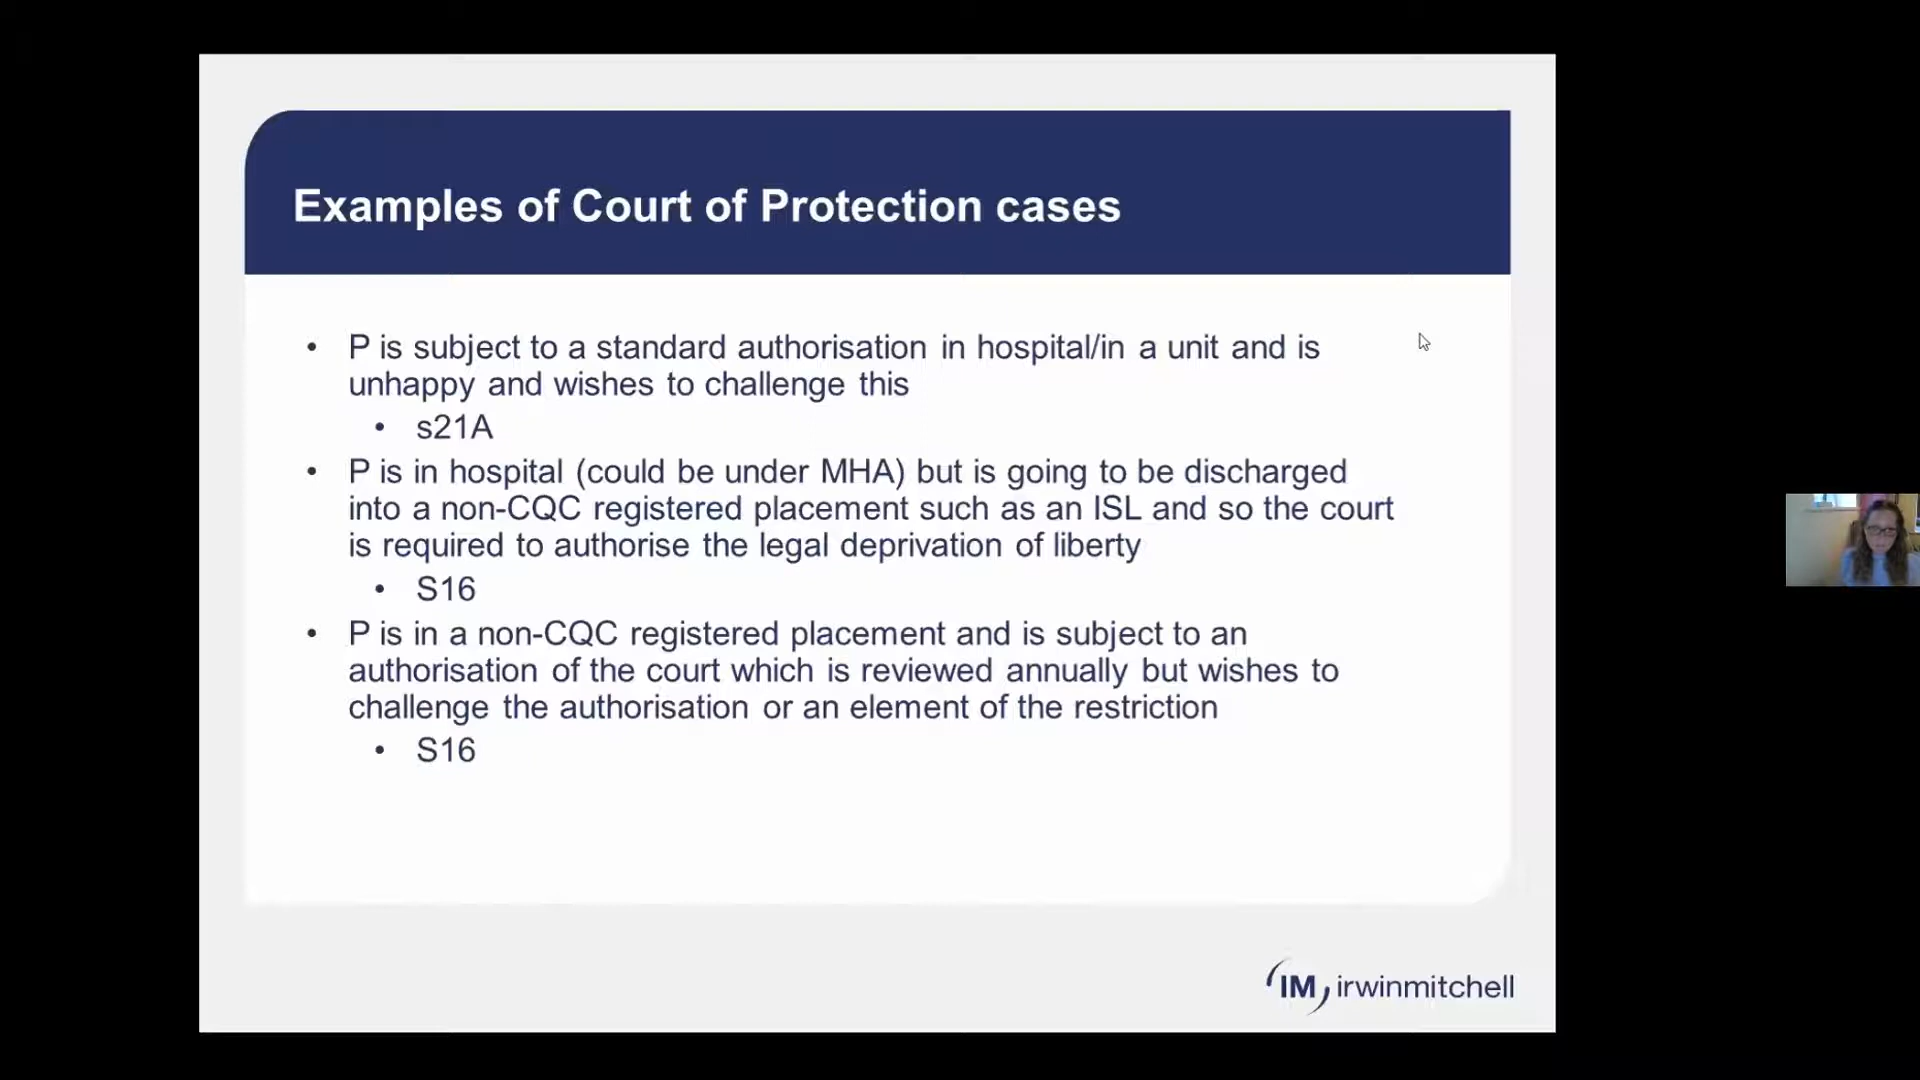 Examples of Court of Protection cases
• P is subject to a standard authorisation in hospital/in a unit and is
unhappy and wishes to challenge this
• s21A
• P is in hospital (could be under MHA) but is going to be discharged
into a non-CQC registered placement such as an ISL and so the court
is required to authorise the legal deprivation of liberty
• S16
• P is in a non-CQC registered placement and is subject to an
authorisation of the court which is reviewed annually but wishes to
challenge the authorisation or an element of the restriction
• S16
IM irwinmitchell